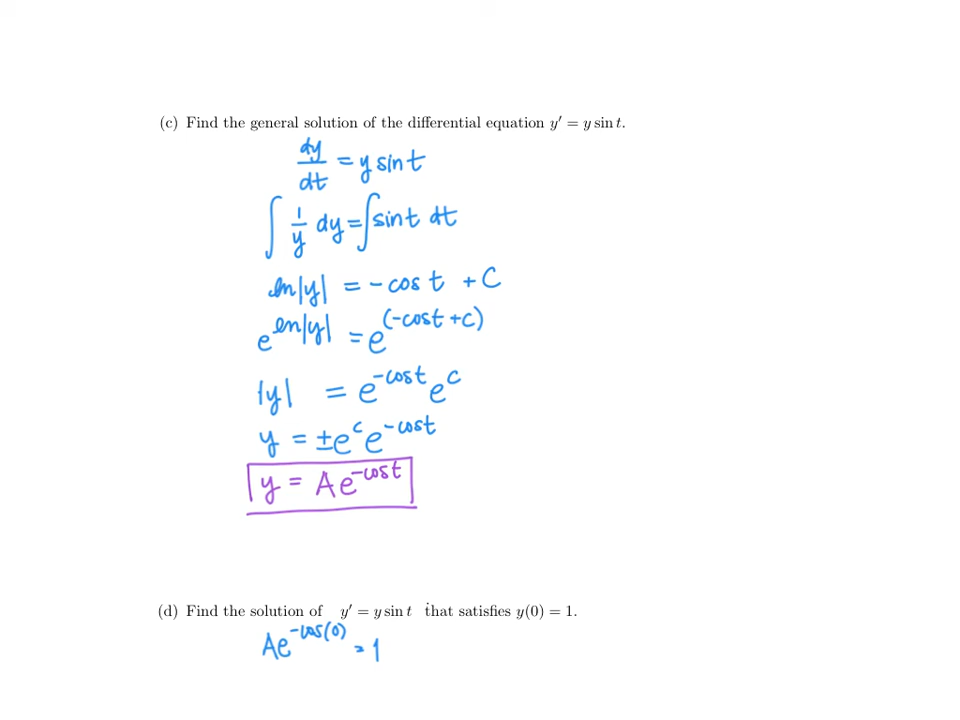 (c) Find the general solution of the differential equation y′ = y sin t.
dy/dt = y sin t
∫ 1/y dy = ∫ sin t dt
ln|y| = -cos t + C
e^(ln|y|) = e^(-cos t + C)
|y| = e^(-cos t) e^C
y = ±e^C e^(-cos t)
y = Ae^(-cos t)
(d) Find the solution of y′ = y sin t that satisfies y(0) = 1.
Ae^(-cos(0)) = 1